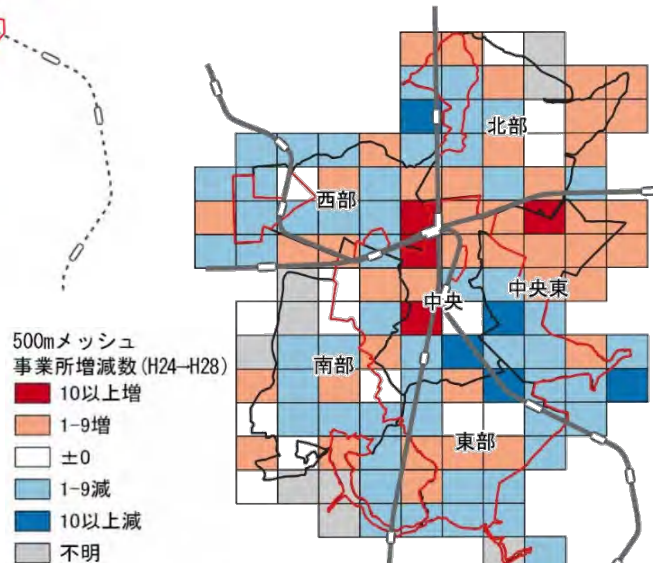 北部
西部
中央
中央東
南部
東部
500mメッシュ
事業所増減数(H24→H28)
10以上増
1-9増
±0
1-9減
10以上減
不明